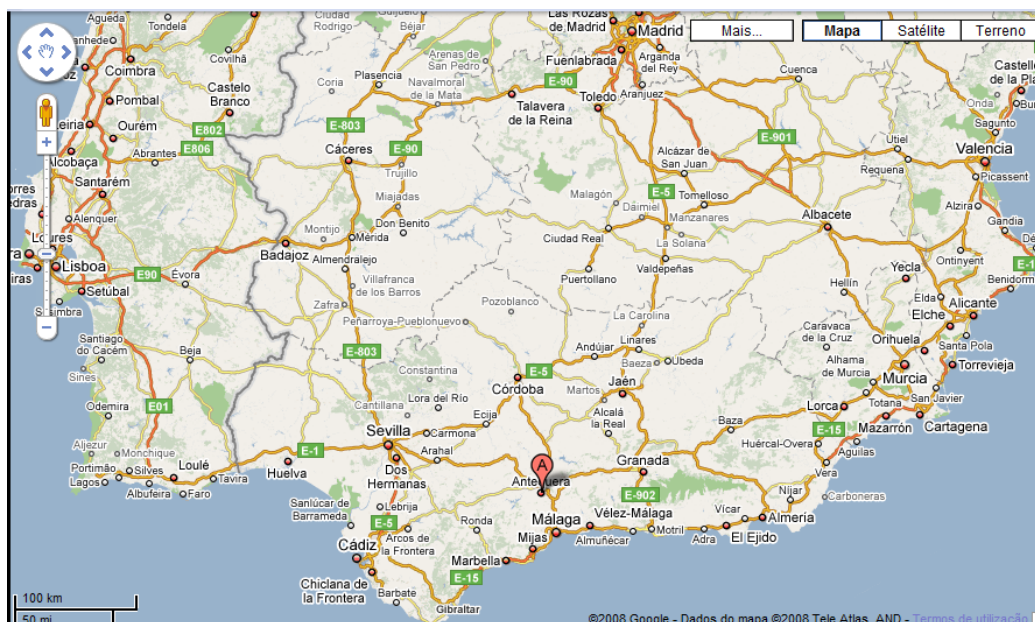 Agueda
Viseu
Ciudad
Rodrigo
Béjar
Ávila
Las Rozas
de Madrid
Madrid
Mais...
Mapa
Satélite
Terreno
Coimbra
Covilhã
Plasencia
Coria
Arenas de
San Pedro
Navalmoral
de la Mata
Fuenlabrada
E-90
Arganda
del Rey
Aranjuez
Cuenca
Pombal
Castelo
Branco
Talavera
de la Reina
Toledo
Onda
Sagunto
Leiria
Ourém
E802
E-803
E-901
Utiel
Requena
Valencia
Alcobaça
E806
Abrantes
Cáceres
E-90
Trujillo
Alcázar de
San Juan
Picassent
Santarém
Miajadas
Malagón
Daimiel
E-5
Tomelloso
Manzanares
Alzira
Gandia
Alenquer
Montijo
Don Benito
Mérida
Ciudad Real
La Solana
Albacete
Loures
Lisboa
E90
Évora
Badajoz
Almendralejo
Valdepeñas
Ontinyent
Setúbal
Villafranca
de los Barros
Puertollano
Hellín
Yecla
Benidorm
Zafra
Pozoblanco
Elda
Alicante
Elche
Peñarroya-Pueblonuevo
La Carolina
Caravaca
de la Cruz
Orihuela
Santa Pola
Santiago
do Cacém
Beja
E-803
Andújar
Linares
Baeza
Úbeda
Alhama
de Murcia
Torrevieja
Sines
Constantina
E-5
Córdoba
Martos
Jaén
Murcia
Odemira
E01
Cantillana
Lora del Río
Écija
Alcalá
la Real
Baza
Lorca
Totana
San Javier
Mazarrón
Cartagena
Aljezur
Monchique
Sevilla
Carmona
E-15
Portimão
Silves
Loulé
E-1
Dos
Hermanas
Arahal
A
Huércal-Overa
Aguilas
Lagos
Albufeira
Faro
Tavira
Huelva
Antequera
Granada
Vera
Sanlúcar de
Barrameda
Lebrija
E-902
Níjar
Carboneras
E-5
Arcos de
la Frontera
Ronda
Málaga
Vélez-Málaga
Vícar
Almería
Cádiz
Mijas
Almuñécar
Motril
Adra
El Ejido
Marbella
Chiclana de
la Frontera
E-15
Barbate
Gibraltar
100 km
50 mi
©2008 Google - Dados do mapa ©2008 Tele Atlas, AND - Termos de utilização